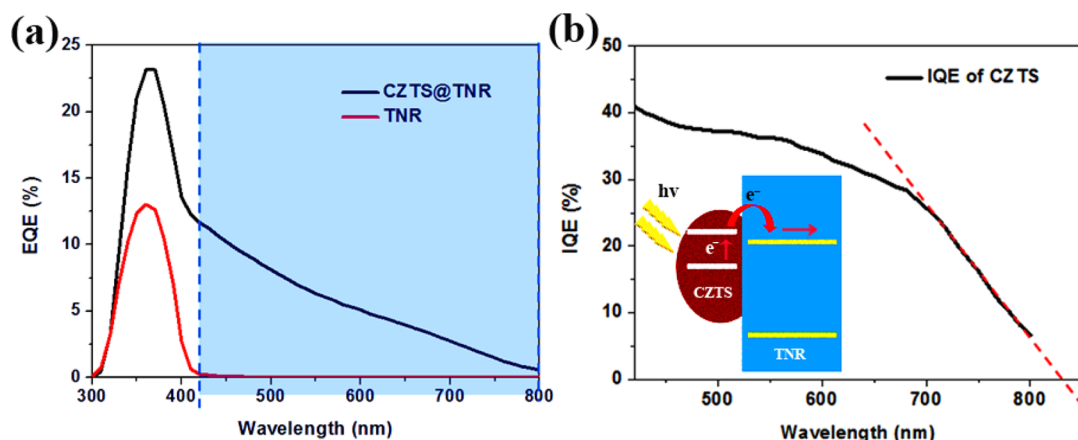 (a)
25
20
15
10
5
0
EQE (%)
300 400 500 600 700 800
Wavelength (nm)
CZTS@TNR
TNR
(b)
50
40
30
20
10
0
IQE (%)
500 600 700 800
Wavelength (nm)
IQE of CZTS
hν
e⁻
e⁻
CZTS
TNR